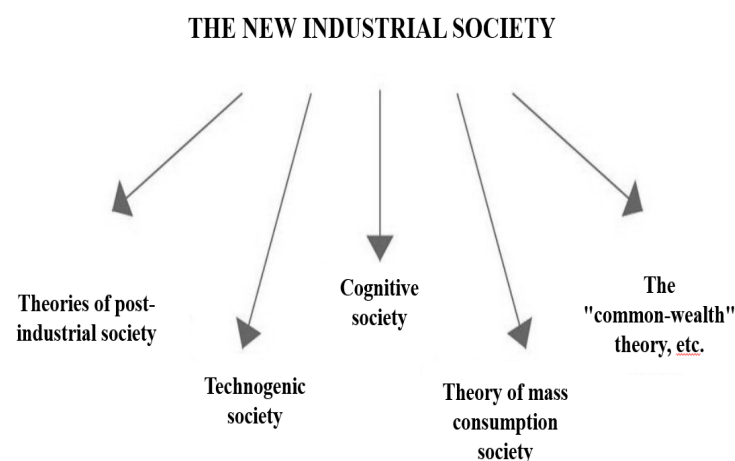 THE NEW INDUSTRIAL SOCIETY
Theories of post-
industrial society
Technogenic
society
Cognitive
society
Theory of mass
consumption
society
The
"common-wealth"
theory, etc.